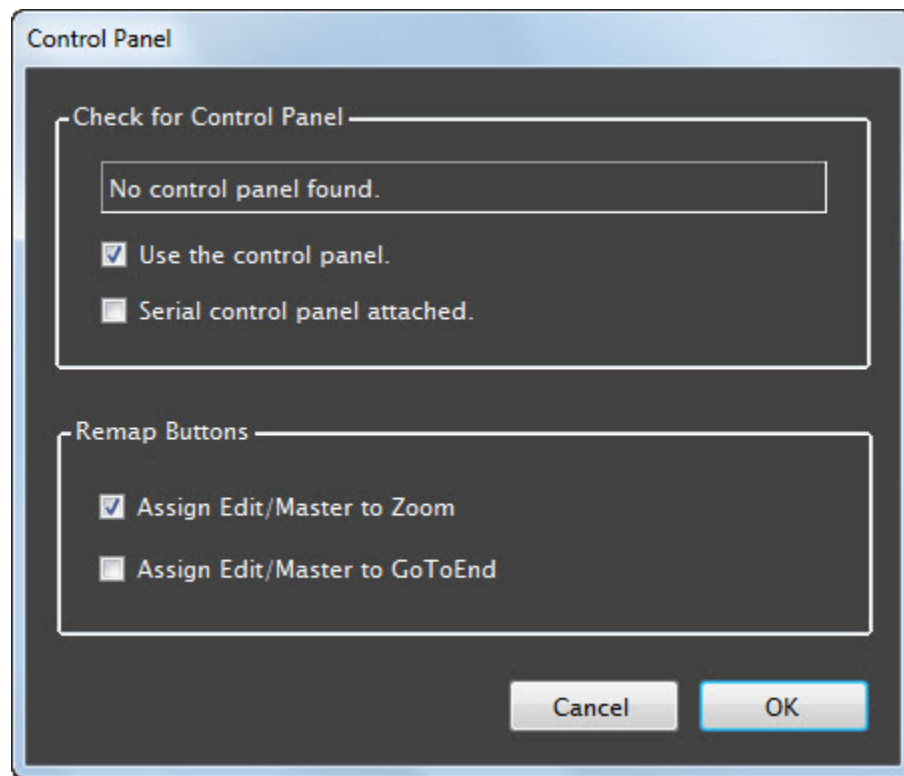 Control Panel
Check for Control Panel
No control panel found.
Use the control panel.
Serial control panel attached.
Remap Buttons
Assign Edit/Master to Zoom
Assign Edit/Master to GoToEnd
Cancel OK